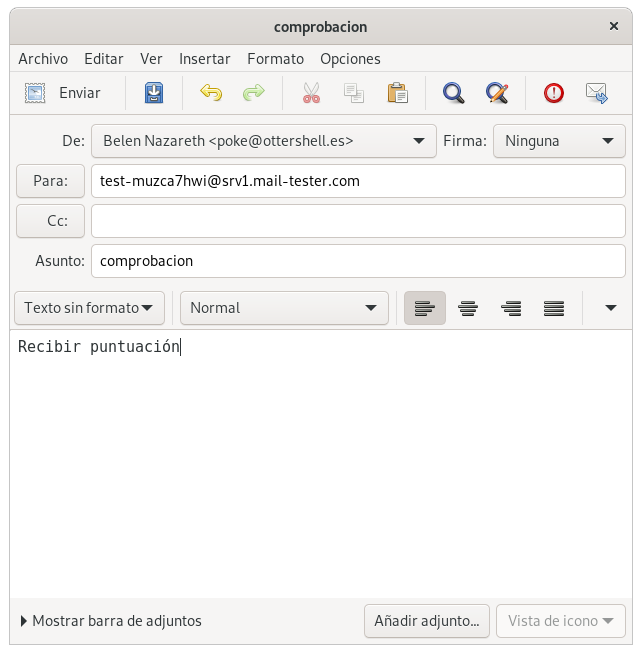 comprobacion
Archivo Editar Ver Insertar Formato Opciones
Enviar
De: Belen Nazareth <poke@ottershell.es> Firma: Ninguna
Para: test-muzca7hwi@srv1.mail-tester.com
Cc:
Asunto: comprobacion
Texto sin formato Normal
Recibir puntuación
Mostrar barra de adjuntos Añadir adjunto... Vista de icono